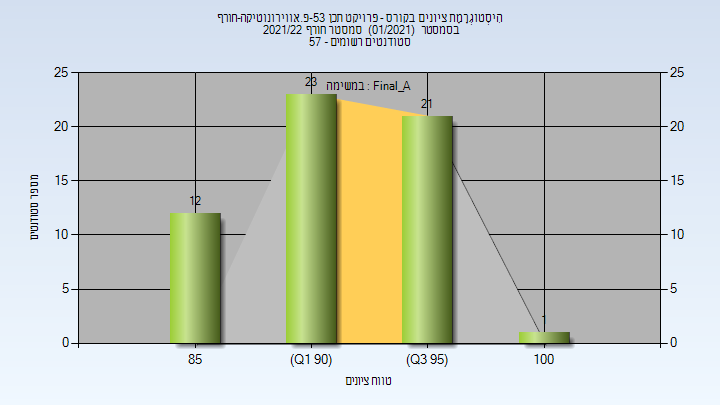 היסטוגרמת ציונים בקורס - פרויקט תכן 53-פ.אווירונוטיקה-חורף
בסמסטר (01/2021) סמסטר חורף 2021/22
סטודנטים רשומים - 57
במשימה : Final_A
25 25
20 20
15 15
10 10
5 5
0 0
12
23
21
1
מספר סטודנטים
85 (Q1 90) (Q3 95) 100
טווח ציונים